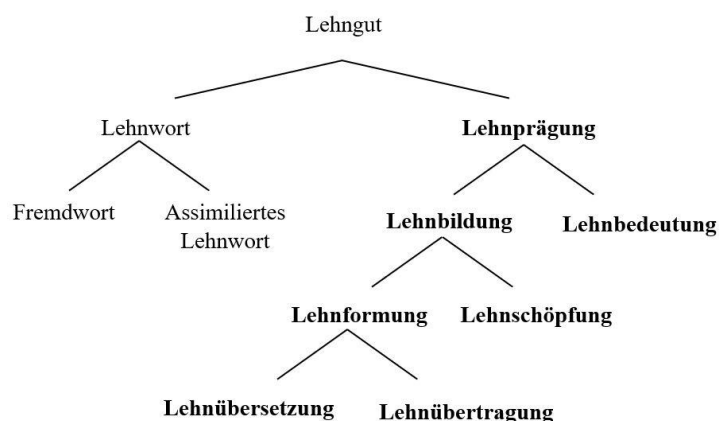 Lehngut
Lehnwort
Lehnprägung
Fremdwort
Assimiliertes
Lehnwort
Lehnbildung
Lehnbedeutung
Lehnformung
Lehnschöpfung
Lehnübersetzung
Lehnübertragung